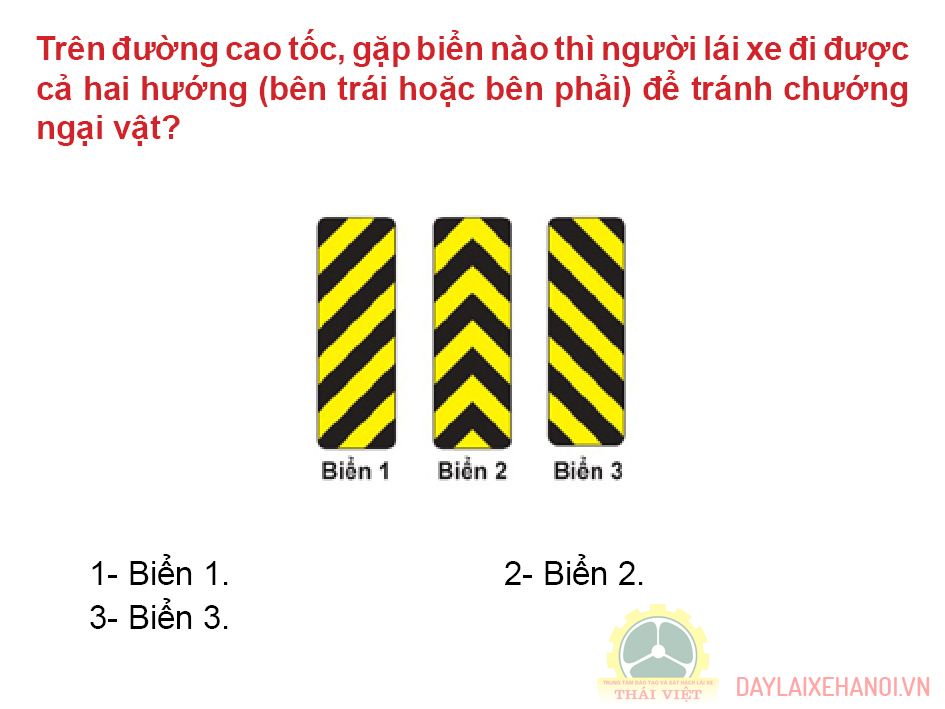 Trên đường cao tốc, gặp biển nào thì người lái xe đi được
cả hai hướng (bên trái hoặc bên phải) để tránh chướng
ngại vật?
Biển 1 Biển 2 Biển 3
1- Biển 1. 2- Biển 2.
3- Biển 3.
TRUNG TÂM ĐÀO TẠO VÀ SÁT HẠCH LÁI XE
THÁI VIỆT
DAYLAIXEHANOI.VN